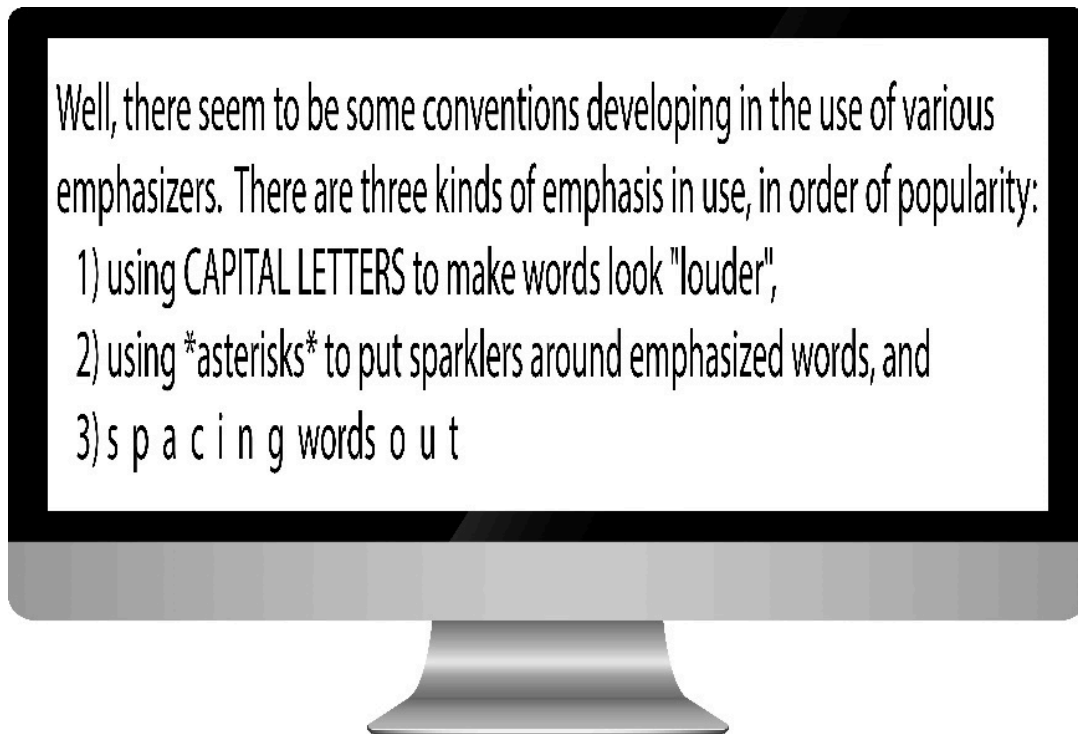 Well, there seem to be some conventions developing in the use of various
emphasizers.  There are three kinds of emphasis in use, in order of popularity:
1) using CAPITAL LETTERS to make words look "louder",
2) using *asterisks* to put sparklers around emphasized words, and
3) s p a c i n g words o u t